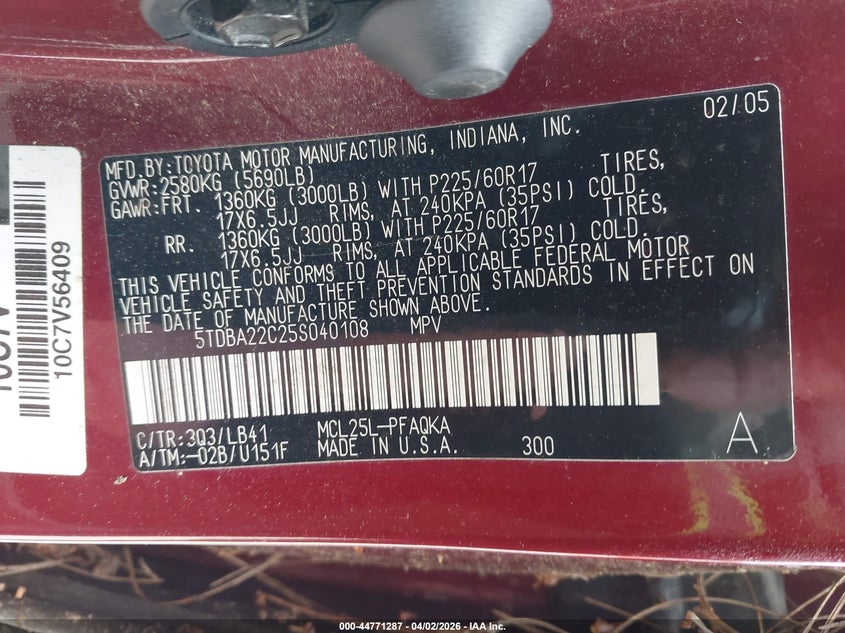 02/05
MFD.BY:TOYOTA MOTOR MANUFACTURING, INDIANA, INC.
GVWR:2580KG (5690LB)
GAWR:FRT. 1360KG (3000LB) WITH P225/60R17 TIRES,
17X6.5JJ RIMS, AT 240KPA (35PSI) COLD.
RR. 1360KG (3000LB) WITH P225/60R17 TIRES,
17X6.5JJ RIMS, AT 240KPA (35PSI) COLD.
THIS VEHICLE CONFORMS TO ALL APPLICABLE FEDERAL MOTOR
VEHICLE SAFETY AND THEFT PREVENTION STANDARDS IN EFFECT ON
THE DATE OF MANUFACTURE SHOWN ABOVE.
5TDBA22C25S040108 MPV
C/TR:3Q3/LB41 MCL25L-PFAQKA
A/TM:-02B/U151F MADE IN U.S.A. 300 A
10C7V56409
000-44771287 - 04/02/2026 - IAA Inc.